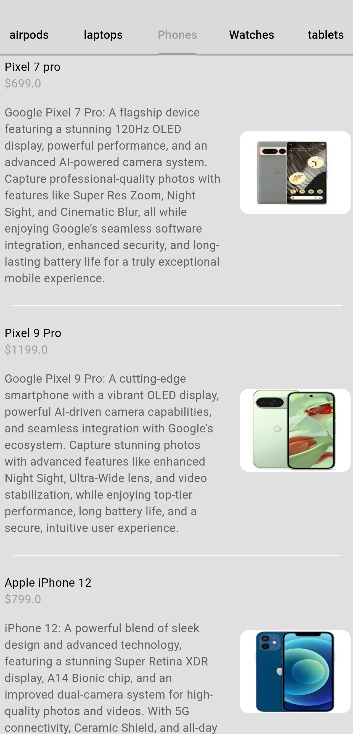 airpods laptops Phones Watches tablets
Pixel 7 pro
$699.0
Google Pixel 7 Pro: A flagship device
featuring a stunning 120Hz OLED
display, powerful performance, and an
advanced AI-powered camera system.
Capture professional-quality photos with
features like Super Res Zoom, Night
Sight, and Cinematic Blur, all while
enjoying Google's seamless software
integration, enhanced security, and long-
lasting battery life for a truly exceptional
mobile experience.
Pixel 9 Pro
$1199.0
Google Pixel 9 Pro: A cutting-edge
smartphone with a vibrant OLED display,
powerful AI-driven camera capabilities,
and seamless integration with Google's
ecosystem. Capture stunning photos
with advanced features like enhanced
Night Sight, Ultra-Wide lens, and video
stabilization, while enjoying top-tier
performance, long battery life, and a
secure, intuitive user experience.
Apple iPhone 12
$799.0
iPhone 12: A powerful blend of sleek
design and advanced technology,
featuring a stunning Super Retina XDR
display, A14 Bionic chip, and an
improved dual-camera system for high-
quality photos and videos. With 5G
connectivity, Ceramic Shield, and all-day